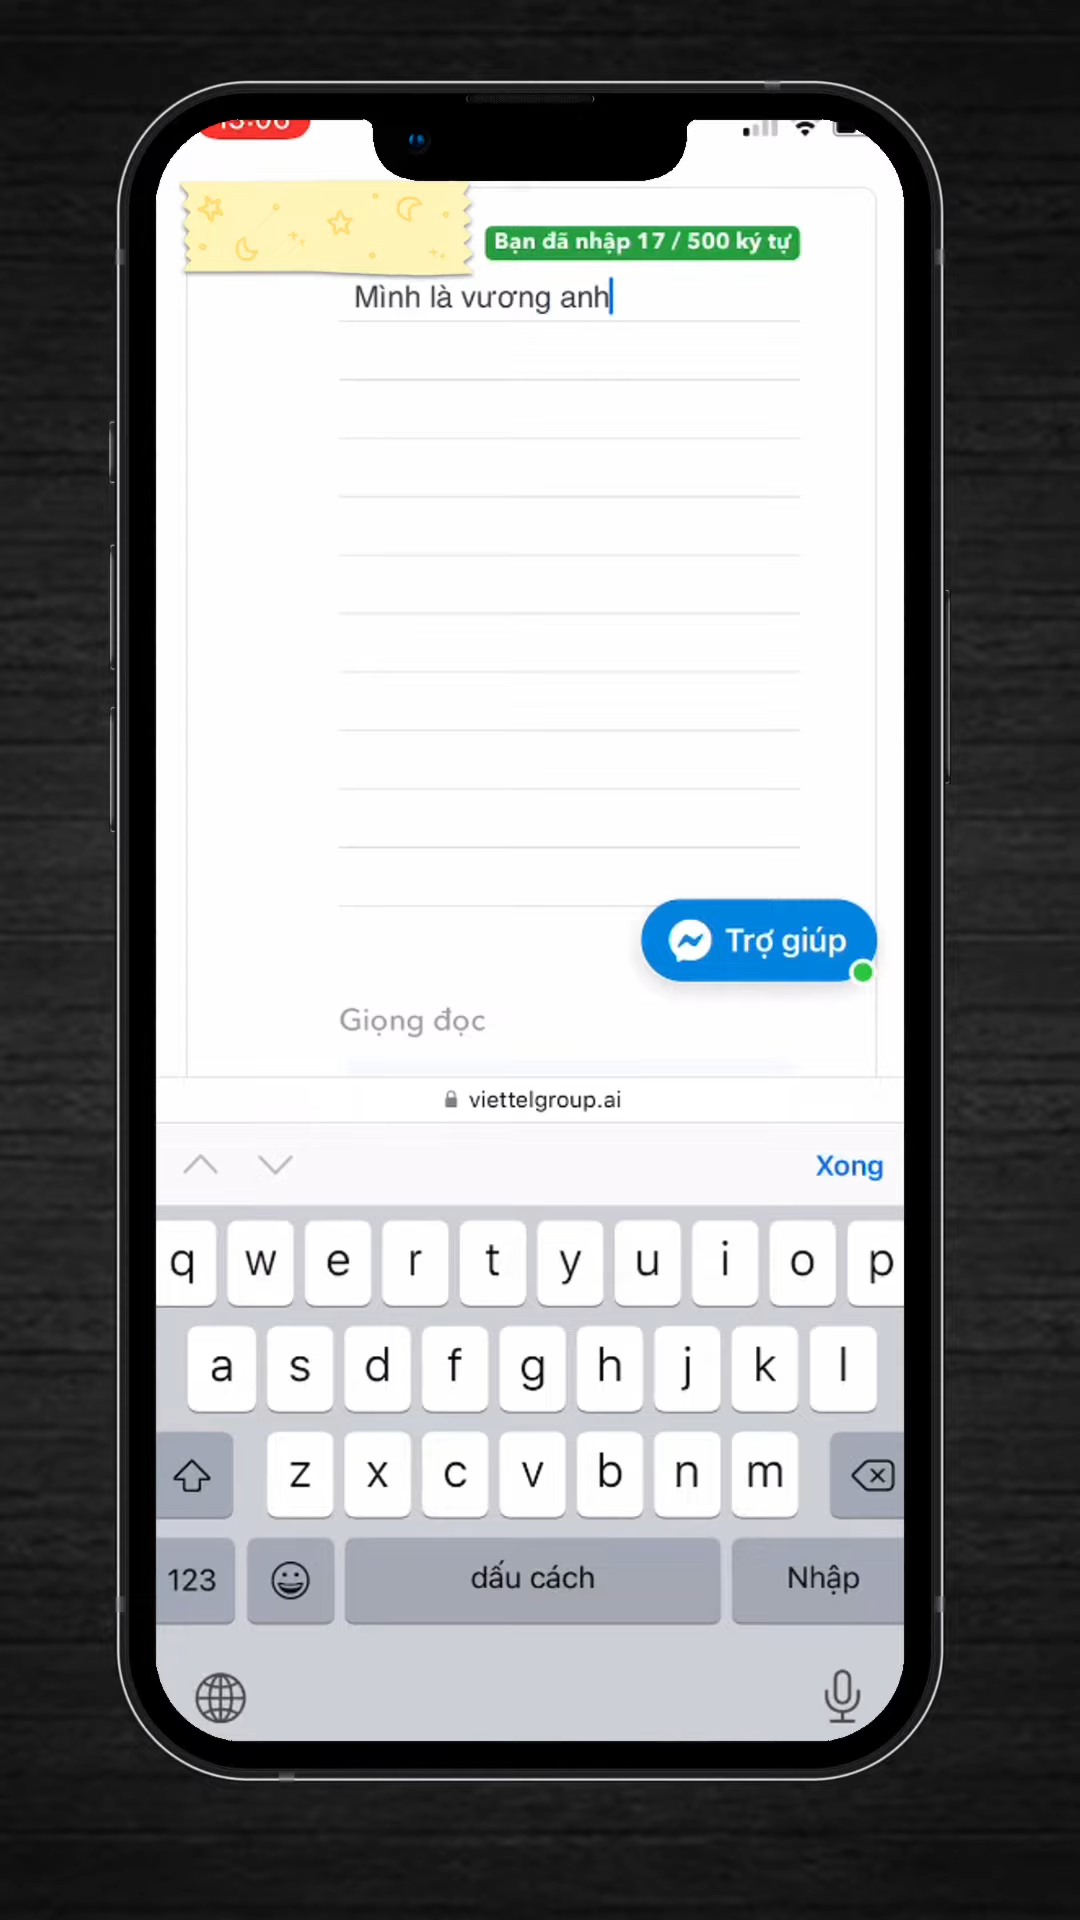 Bạn đã nhập 17 / 500 ký tự
Mình là vương anh
Trợ giúp
Giọng đọc
viettelgroup.ai
Xong
q w e r t y u i o p
a s d f g h j k l
z x c v b n m
123 dấu cách Nhập